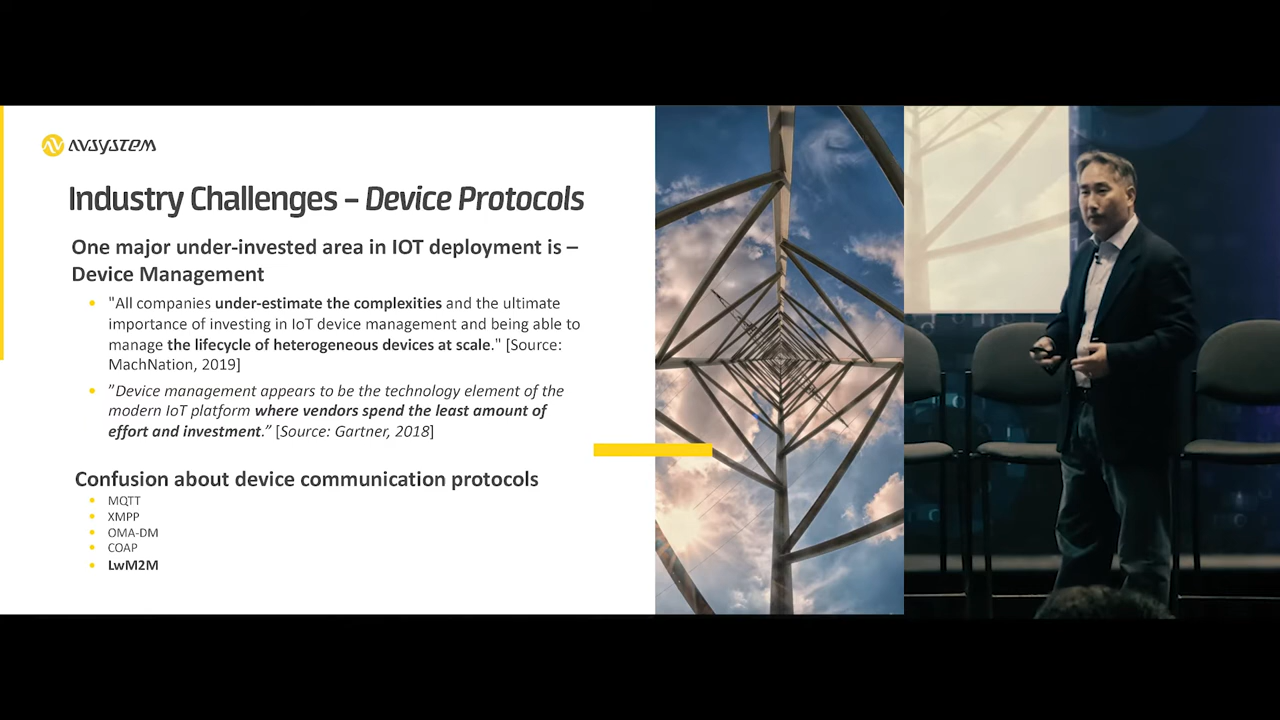 AVSYSTEM
Industry Challenges – Device Protocols
One major under-invested area in IOT deployment is –
Device Management
"All companies under-estimate the complexities and the ultimate
importance of investing in IoT device management and being able to
manage the lifecycle of heterogeneous devices at scale." [Source:
MachNation, 2019]
"Device management appears to be the technology element of the
modern IoT platform where vendors spend the least amount of
effort and investment." [Source: Gartner, 2018]
Confusion about device communication protocols
MQTT
XMPP
OMA-DM
COAP
LwM2M